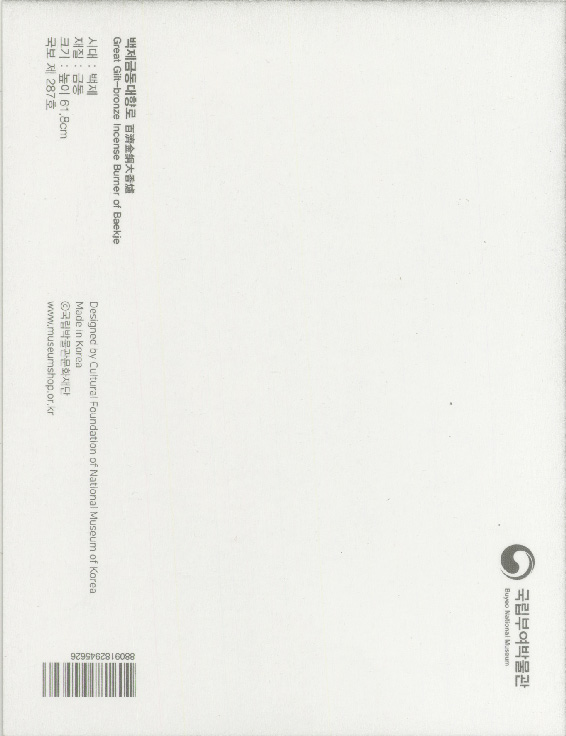 국립부여박물관
Buyeo National Museum
백제금동대향로 百濟金銅大香爐
Great Gilt-bronze Incense Burner of Baekje
시대 : 백제
재질 : 금동
크기 : 높이 61.8cm
국보 제 287호
Designed by Cultural Foundation of National Museum of Korea
Made in Korea
ⓒ국립박물관문화재단
www.museumshop.or.kr
8809182945626